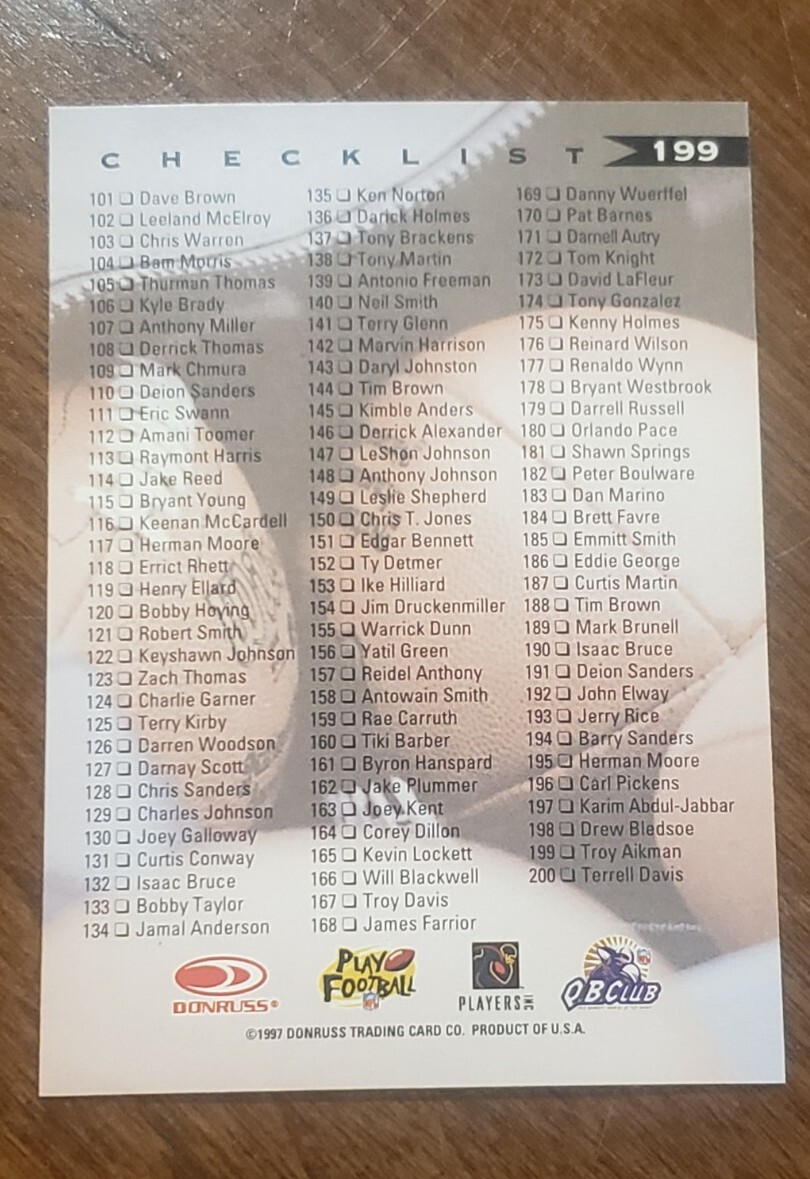 CHECKLIST 199
101 ❏ Dave Brown
102 ❏ Leeland McElroy
103 ❏ Chris Warren
104 ❏ Bam Morris
105 ❏ Thurman Thomas
106 ❏ Kyle Brady
107 ❏ Anthony Miller
108 ❏ Derrick Thomas
109 ❏ Mark Chmura
110 ❏ Deion Sanders
111 ❏ Eric Swann
112 ❏ Amani Toomer
113 ❏ Raymont Harris
114 ❏ Jake Reed
115 ❏ Bryant Young
116 ❏ Keenan McCardell
117 ❏ Herman Moore
118 ❏ Errict Rhett
119 ❏ Henry Ellard
120 ❏ Bobby Hoying
121 ❏ Robert Smith
122 ❏ Keyshawn Johnson
123 ❏ Zach Thomas
124 ❏ Charlie Garner
125 ❏ Terry Kirby
126 ❏ Darren Woodson
127 ❏ Darnay Scott
128 ❏ Chris Sanders
129 ❏ Charles Johnson
130 ❏ Joey Galloway
131 ❏ Curtis Conway
132 ❏ Isaac Bruce
133 ❏ Bobby Taylor
134 ❏ Jamal Anderson
135 ❏ Ken Norton
136 ❏ Darick Holmes
137 ❏ Tony Brackens
138 ❏ Tony Martin
139 ❏ Antonio Freeman
140 ❏ Neil Smith
141 ❏ Terry Glenn
142 ❏ Marvin Harrison
143 ❏ Daryl Johnston
144 ❏ Tim Brown
145 ❏ Kimble Anders
146 ❏ Derrick Alexander
147 ❏ LeShon Johnson
148 ❏ Anthony Johnson
149 ❏ Leslie Shepherd
150 ❏ Chris T. Jones
151 ❏ Edgar Bennett
152 ❏ Ty Detmer
153 ❏ Ike Hilliard
154 ❏ Jim Druckenmiller
155 ❏ Warrick Dunn
156 ❏ Yatil Green
157 ❏ Reidel Anthony
158 ❏ Antowain Smith
159 ❏ Rae Carruth
160 ❏ Tiki Barber
161 ❏ Byron Hanspard
162 ❏ Jake Plummer
163 ❏ Joey Kent
164 ❏ Corey Dillon
165 ❏ Kevin Lockett
166 ❏ Will Blackwell
167 ❏ Troy Davis
168 ❏ James Farrior
169 ❏ Danny Wuerffel
170 ❏ Pat Barnes
171 ❏ Darnell Autry
172 ❏ Tom Knight
173 ❏ David LaFleur
174 ❏ Tony Gonzalez
175 ❏ Kenny Holmes
176 ❏ Reinard Wilson
177 ❏ Renaldo Wynn
178 ❏ Bryant Westbrook
179 ❏ Darrell Russell
180 ❏ Orlando Pace
181 ❏ Shawn Springs
182 ❏ Peter Boulware
183 ❏ Dan Marino
184 ❏ Brett Favre
185 ❏ Emmitt Smith
186 ❏ Eddie George
187 ❏ Curtis Martin
188 ❏ Tim Brown
189 ❏ Mark Brunell
190 ❏ Isaac Bruce
191 ❏ Deion Sanders
192 ❏ John Elway
193 ❏ Jerry Rice
194 ❏ Barry Sanders
195 ❏ Herman Moore
196 ❏ Carl Pickens
197 ❏ Karim Abdul-Jabbar
198 ❏ Drew Bledsoe
199 ❏ Troy Aikman
200 ❏ Terrell Davis
DONRUSS®
PLAY
FOOTBALL
NFL
PLAYERS INC
NFL
QB CLUB
©1997 DONRUSS TRADING CARD CO. PRODUCT OF U.S.A.